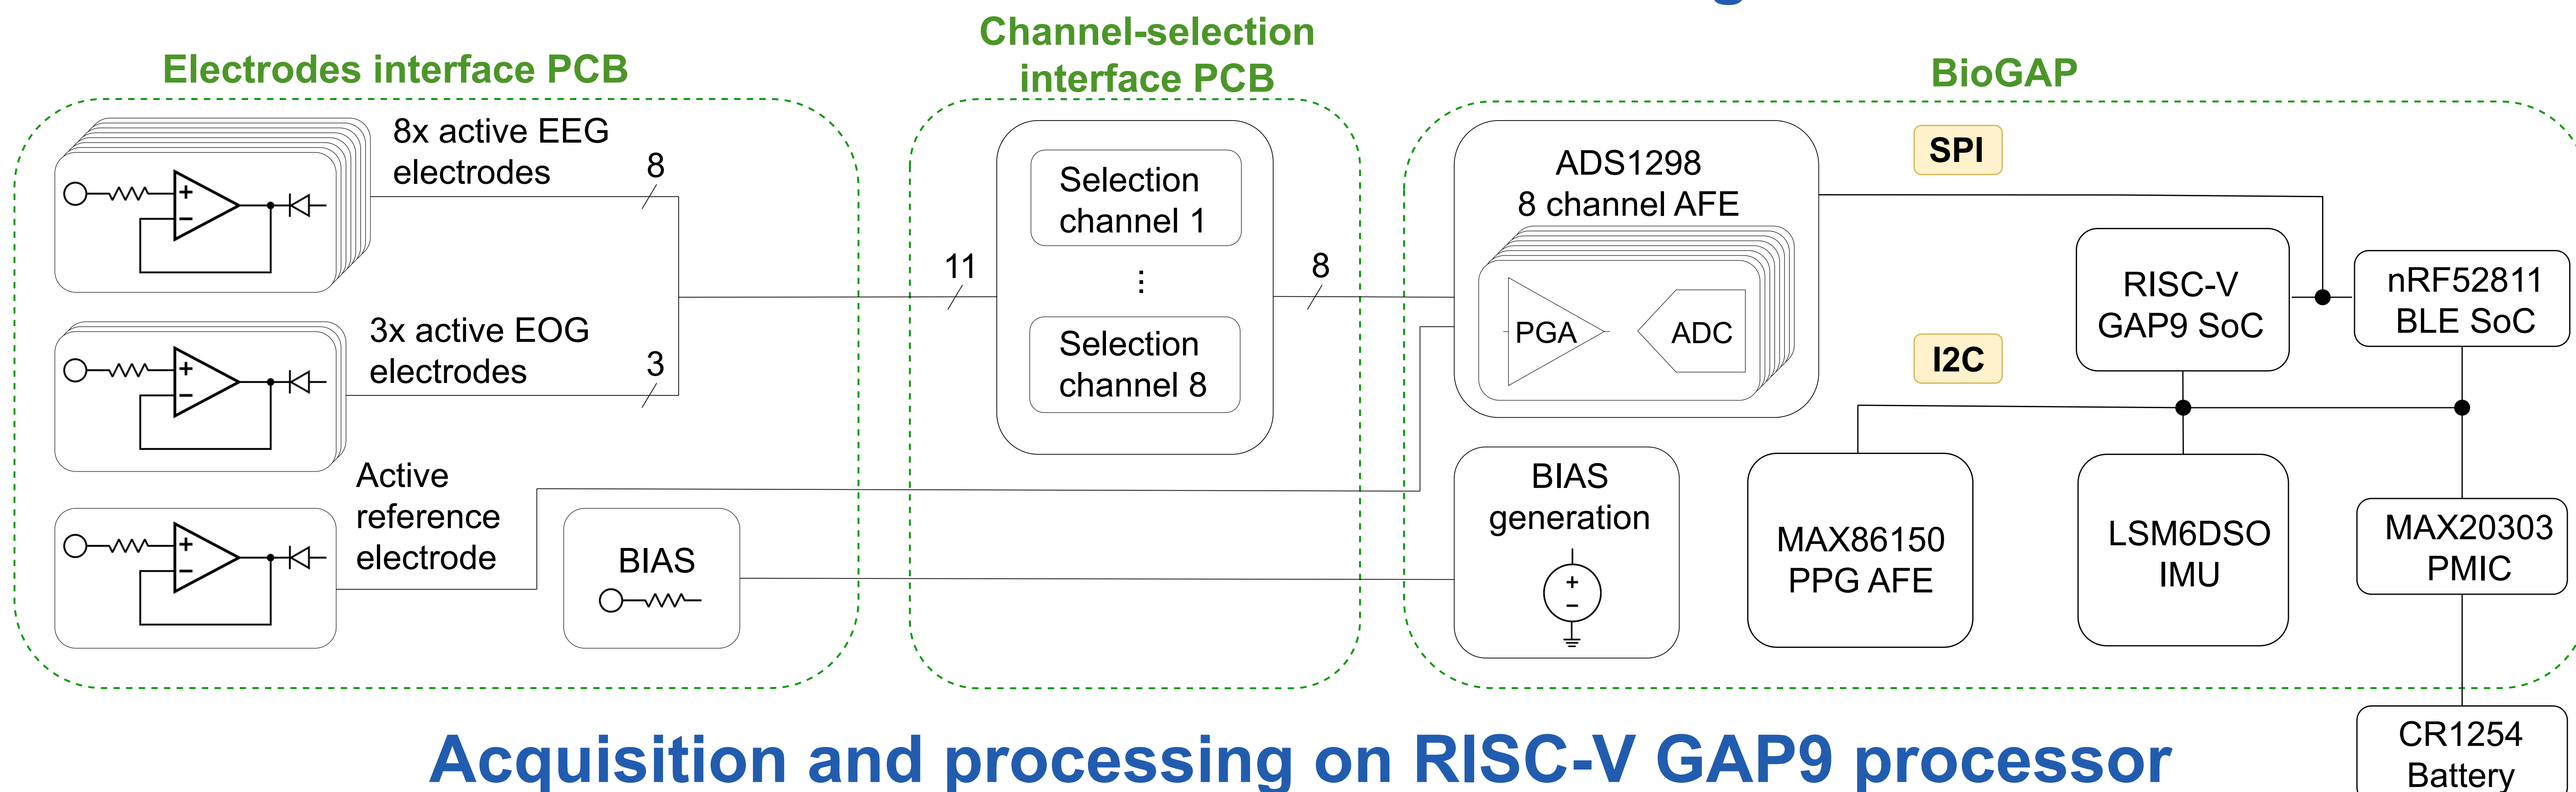 Electrodes interface PCB
Channel-selection
interface PCB
BioGAP
8x active EEG
electrodes
8
3x active EOG
electrodes
3
Active
reference
electrode
BIAS
11
Selection
channel 1
⋮
Selection
channel 8
8
ADS1298
8 channel AFE
PGA
ADC
BIAS
generation
SPI
I2C
RISC-V
GAP9 SoC
nRF52811
BLE SoC
MAX86150
PPG AFE
LSM6DSO
IMU
MAX20303
PMIC
CR1254
Battery
Acquisition and processing on RISC-V GAP9 processor